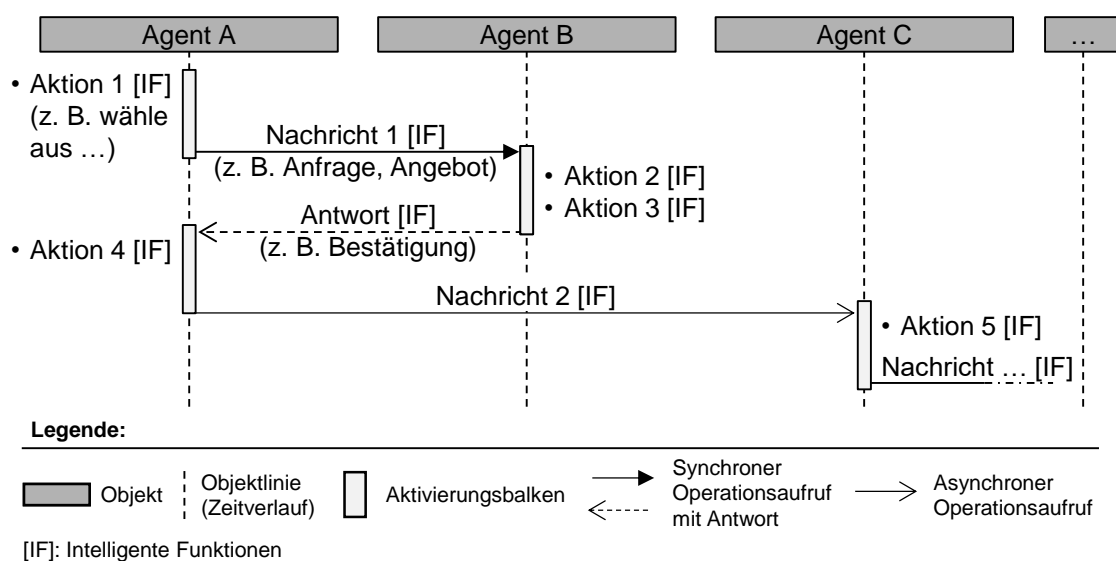 Agent A
Agent B
Agent C
…
• Aktion 1 [IF]
(z. B. wähle
aus …)
Nachricht 1 [IF]
(z. B. Anfrage, Angebot)
• Aktion 2 [IF]
• Aktion 3 [IF]
Antwort [IF]
(z. B. Bestätigung)
• Aktion 4 [IF]
Nachricht 2 [IF]
• Aktion 5 [IF]
Nachricht … [IF]
Legende:
Objekt
Objektlinie
(Zeitverlauf)
Aktivierungsbalken
Synchroner
Operationsaufruf
mit Antwort
Asynchroner
Operationsaufruf
[IF]: Intelligente Funktionen